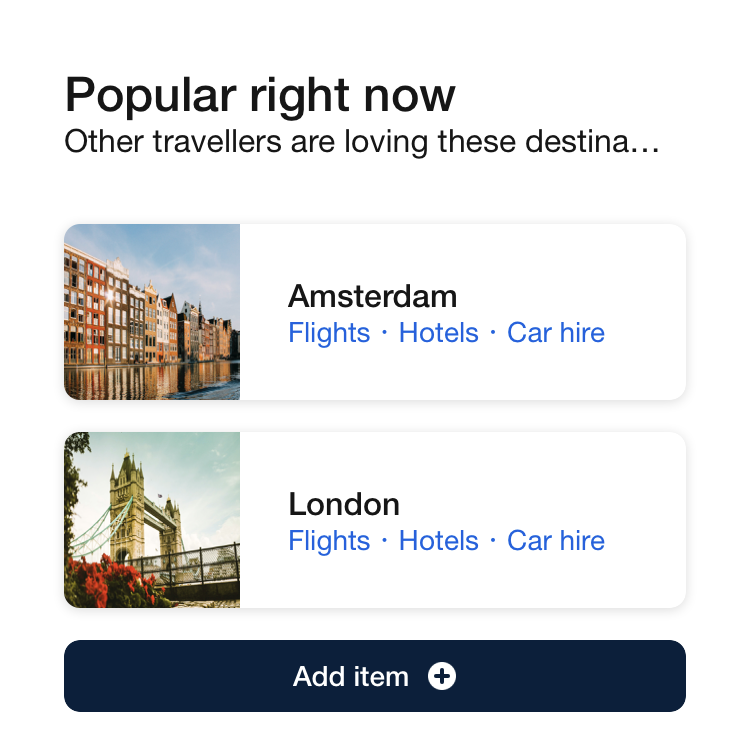 Popular right now
Other travellers are loving these destina…
Amsterdam
Flights · Hotels · Car hire
London
Flights · Hotels · Car hire
Add item